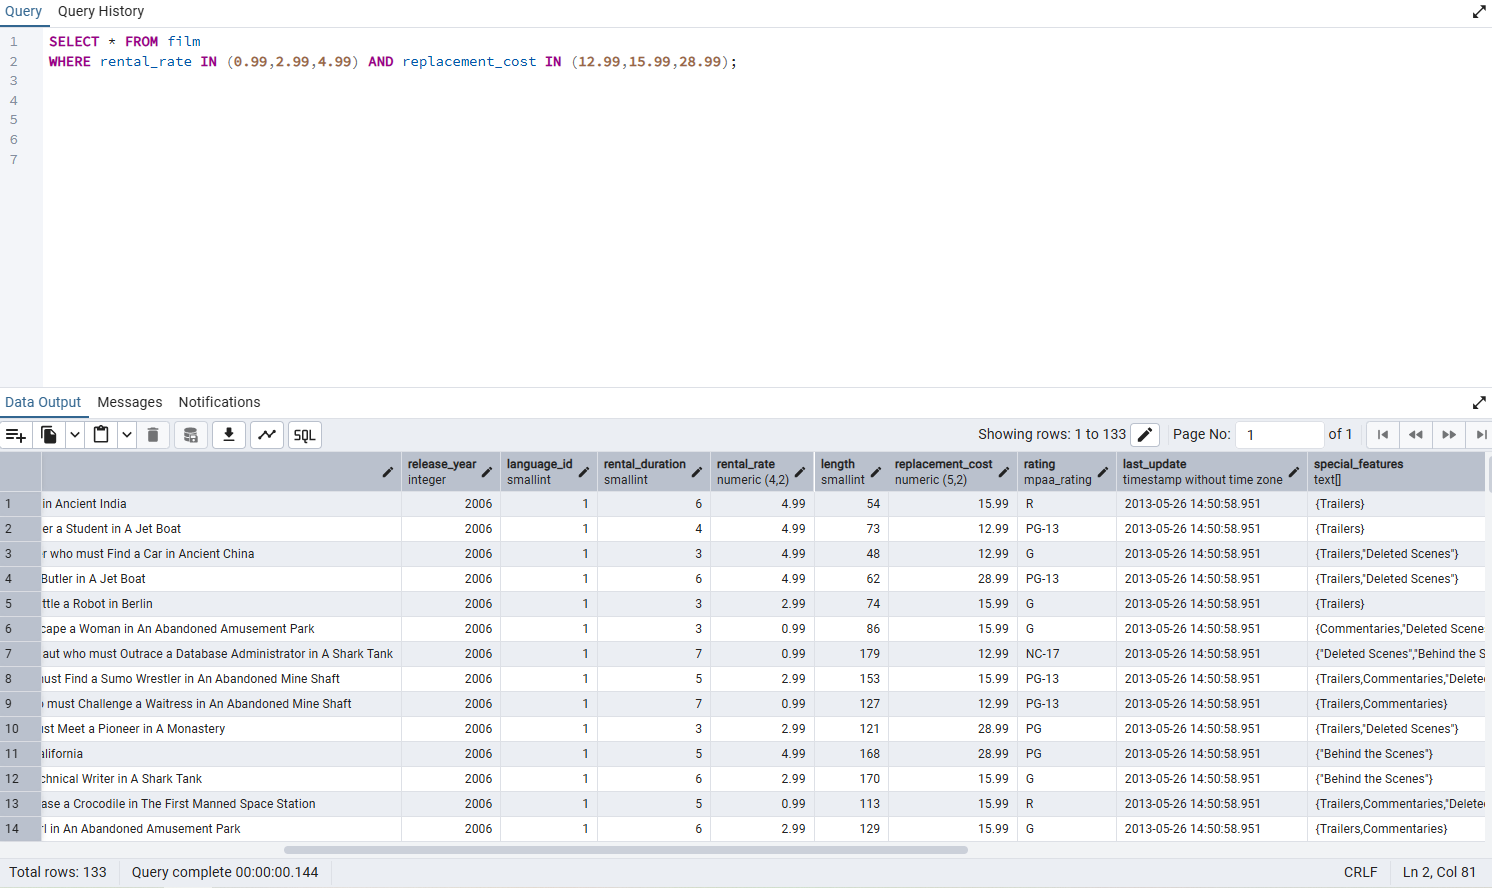 Query Query History
1 SELECT * FROM film
2 WHERE rental_rate IN (0.99,2.99,4.99) AND replacement_cost IN (12.99,15.99,28.99);
3
4
5
6
7
Data Output Messages Notifications
SQL Showing rows: 1 to 133 Page No: 1 of 1
release_year language_id rental_duration rental_rate length replacement_cost rating last_update special_features
integer smallint smallint numeric (4,2) smallint numeric (5,2) mpaa_rating timestamp without time zone text[]
1 in Ancient India 2006 1 6 4.99 54 15.99 R 2013-05-26 14:50:58.951 {Trailers}
2 er a Student in A Jet Boat 2006 1 4 4.99 73 12.99 PG-13 2013-05-26 14:50:58.951 {Trailers}
3 r who must Find a Car in Ancient China 2006 1 3 4.99 48 12.99 G 2013-05-26 14:50:58.951 {Trailers,"Deleted Scenes"}
4 Butler in A Jet Boat 2006 1 6 4.99 62 28.99 PG-13 2013-05-26 14:50:58.951 {Trailers,"Deleted Scenes"}
5 ttle a Robot in Berlin 2006 1 3 2.99 74 15.99 G 2013-05-26 14:50:58.951 {Trailers}
6 cape a Woman in An Abandoned Amusement Park 2006 1 3 0.99 86 15.99 G 2013-05-26 14:50:58.951 {Commentaries,"Deleted Scene
7 aut who must Outrace a Database Administrator in A Shark Tank 2006 1 7 0.99 179 12.99 NC-17 2013-05-26 14:50:58.951 {"Deleted Scenes","Behind the S
8 ust Find a Sumo Wrestler in An Abandoned Mine Shaft 2006 1 5 2.99 153 15.99 PG-13 2013-05-26 14:50:58.951 {Trailers,Commentaries,"Delete
9 must Challenge a Waitress in An Abandoned Mine Shaft 2006 1 7 0.99 127 12.99 PG-13 2013-05-26 14:50:58.951 {Trailers,Commentaries}
10 ust Meet a Pioneer in A Monastery 2006 1 3 2.99 121 28.99 PG 2013-05-26 14:50:58.951 {Trailers,"Deleted Scenes"}
11 alifornia 2006 1 5 4.99 168 28.99 PG 2013-05-26 14:50:58.951 {"Behind the Scenes"}
12 chnical Writer in A Shark Tank 2006 1 6 2.99 170 15.99 G 2013-05-26 14:50:58.951 {"Behind the Scenes"}
13 ase a Crocodile in The First Manned Space Station 2006 1 5 0.99 113 15.99 R 2013-05-26 14:50:58.951 {Trailers,Commentaries,"Delete
14 rl in An Abandoned Amusement Park 2006 1 6 2.99 129 15.99 G 2013-05-26 14:50:58.951 {Trailers,Commentaries}
Total rows: 133 Query complete 00:00:00.144 CRLF Ln 2, Col 81